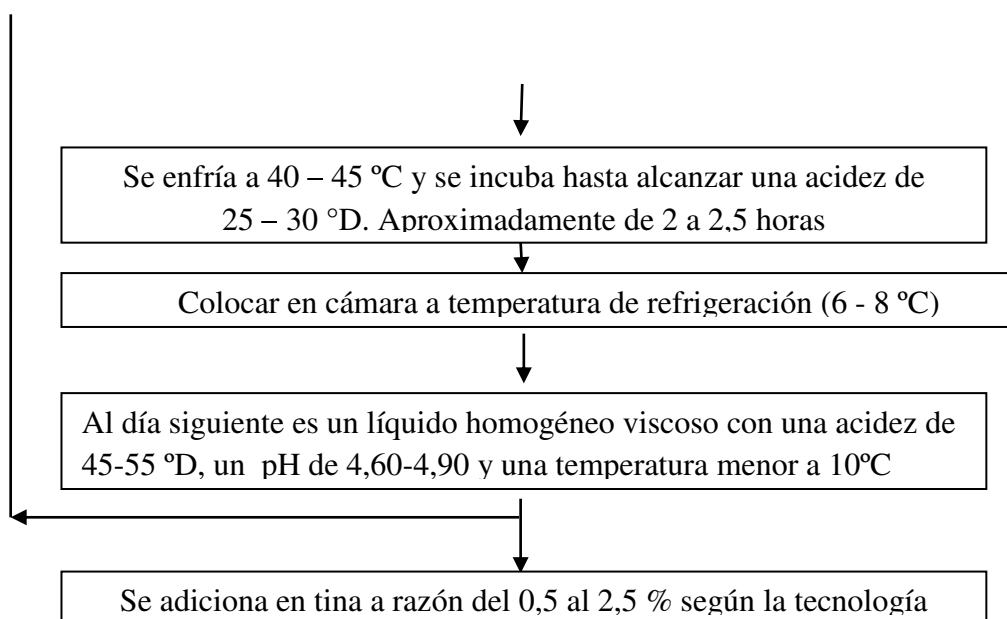 Se enfría a 40 – 45 ºC y se incuba hasta alcanzar una acidez de
25 – 30 °D. Aproximadamente de 2 a 2,5 horas
Colocar en cámara a temperatura de refrigeración (6 - 8 ºC)
Al día siguiente es un líquido homogéneo viscoso con una acidez de
45-55 ºD, un  pH de 4,60-4,90 y una temperatura menor a 10ºC
Se adiciona en tina a razón del 0,5 al 2,5 % según la tecnología